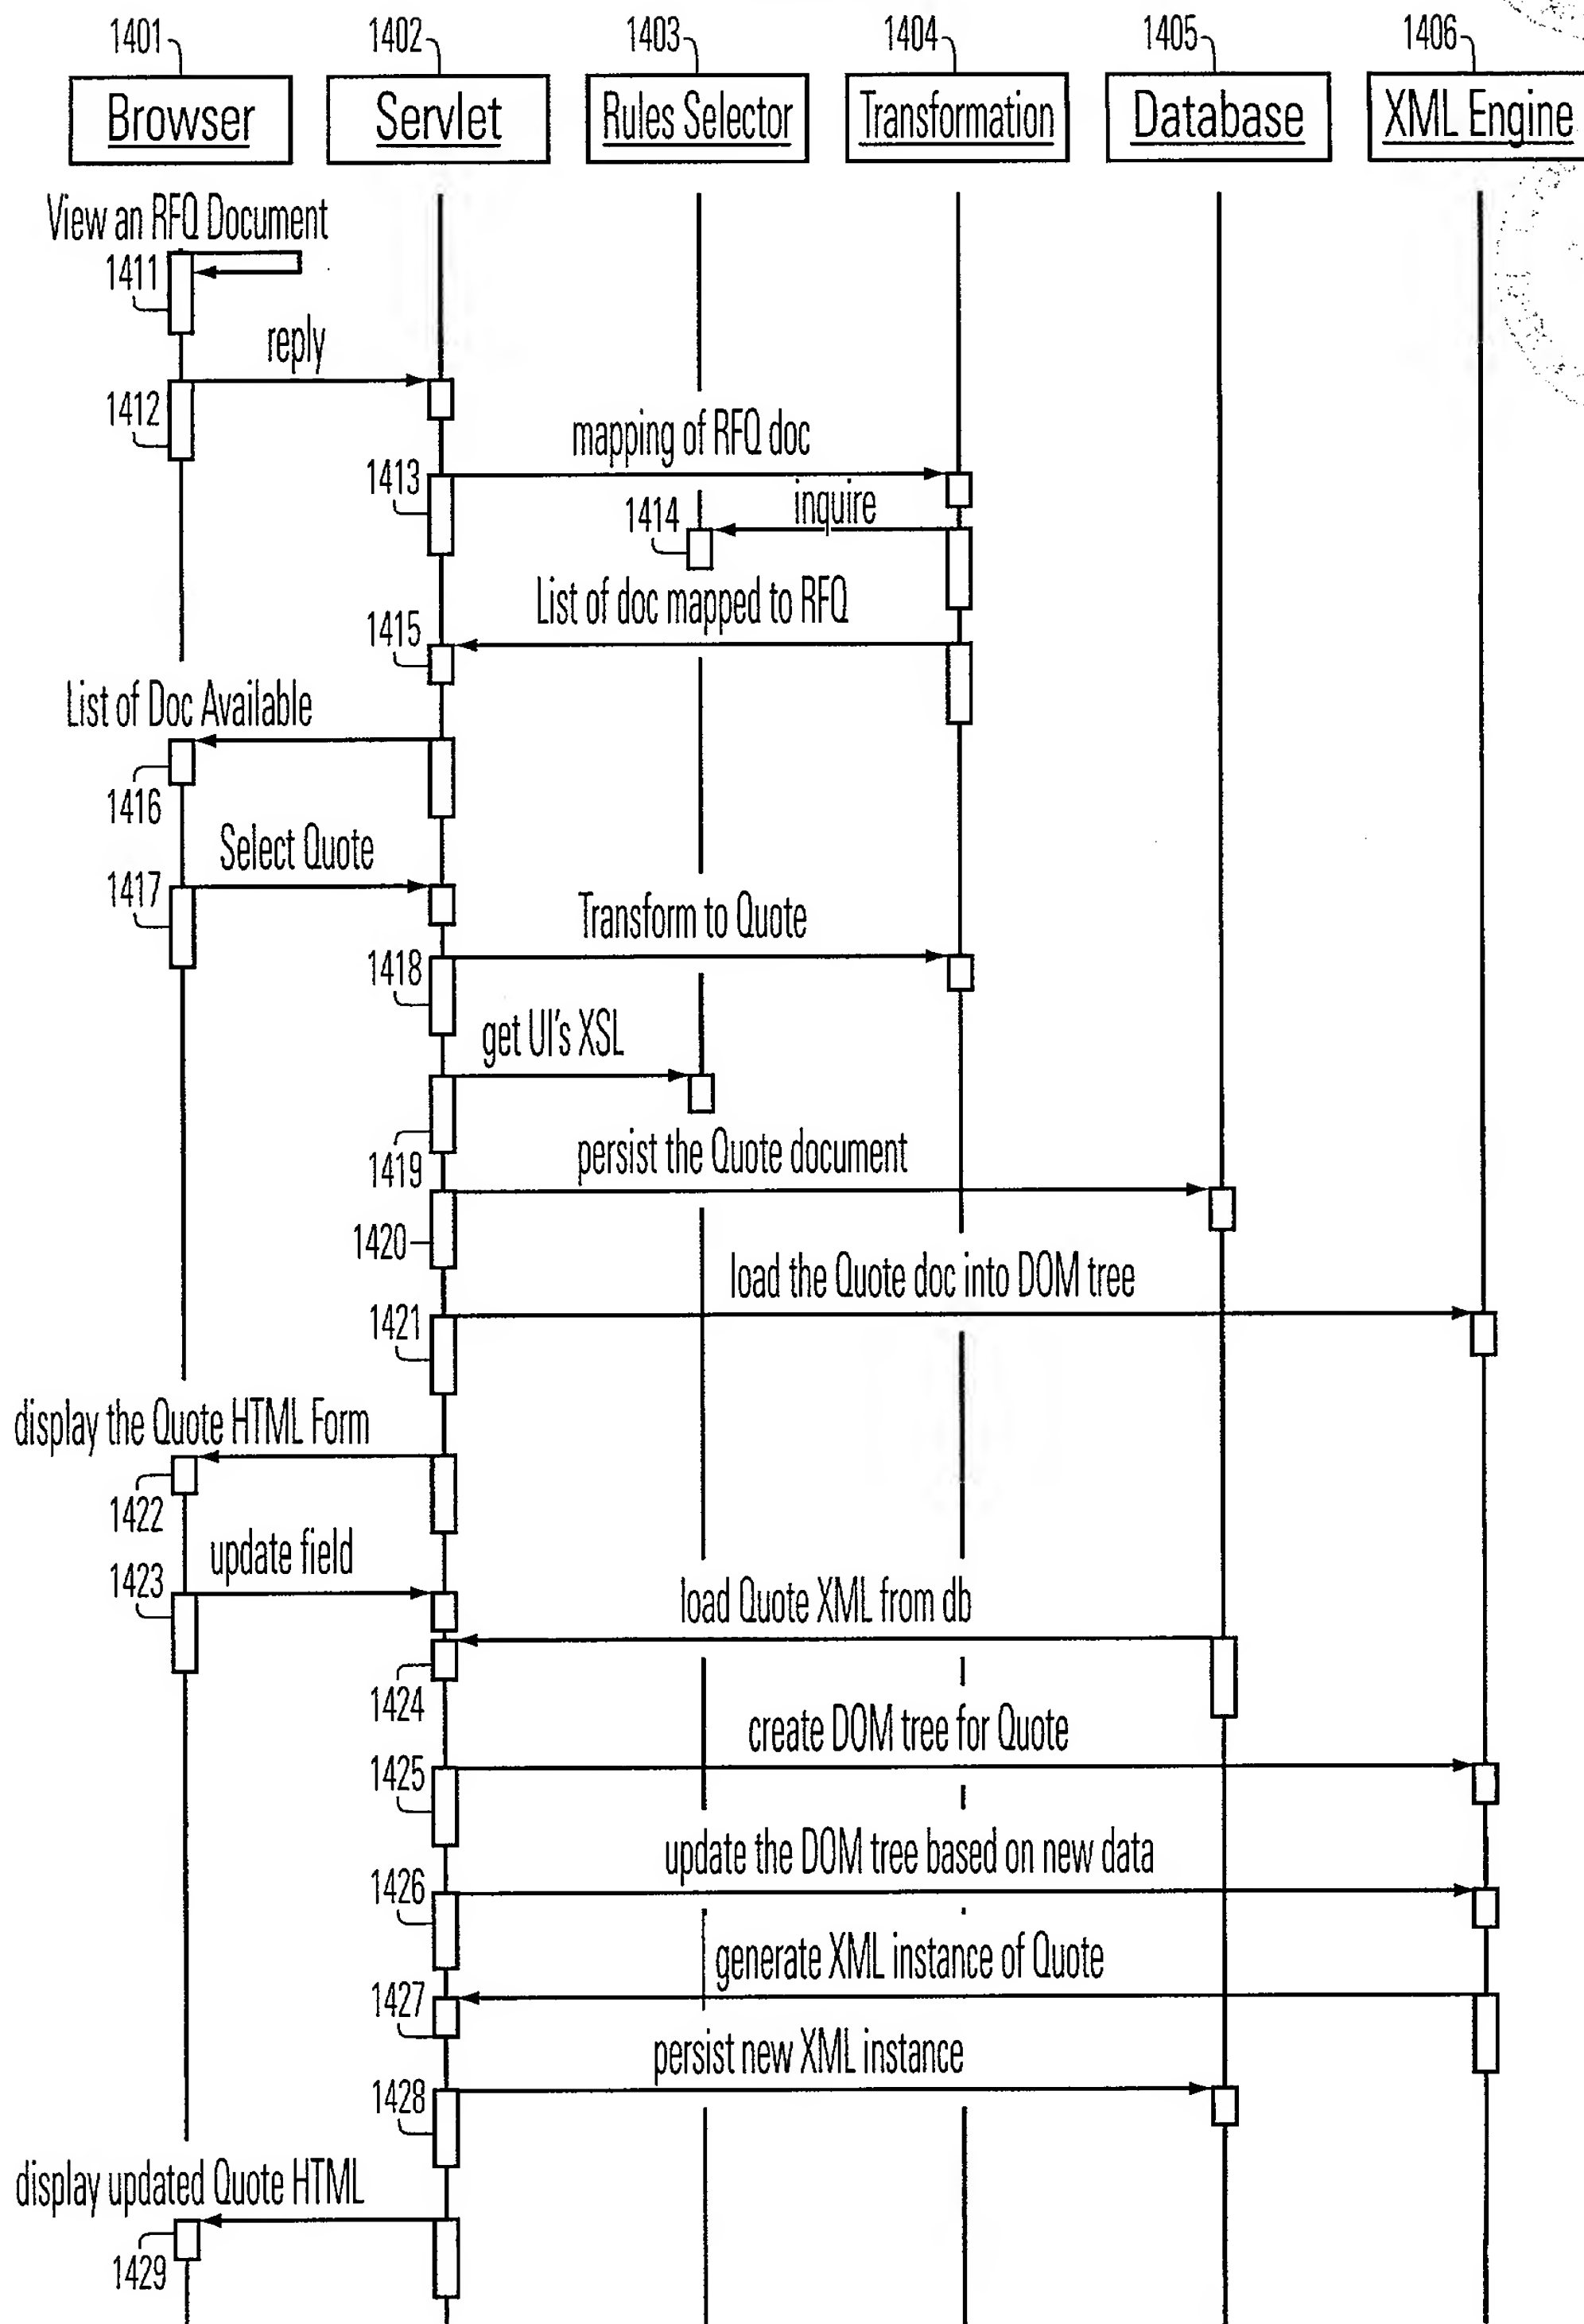 1401 1402 1403 1404 1405 1406
Browser Servlet Rules Selector Transformation Database XML Engine
View an RFQ Document
1411
reply
1412
mapping of RFQ doc
1413
inquire
1414
List of doc mapped to RFQ
1415
List of Doc Available
1416
Select Quote
1417
Transform to Quote
1418
get UI's XSL
persist the Quote document
1419
1420
load the Quote doc into DOM tree
1421
display the Quote HTML Form
1422
update field
1423
load Quote XML from db
1424
create DOM tree for Quote
1425
update the DOM tree based on new data
1426
generate XML instance of Quote
1427
persist new XML instance
1428
display updated Quote HTML
1429